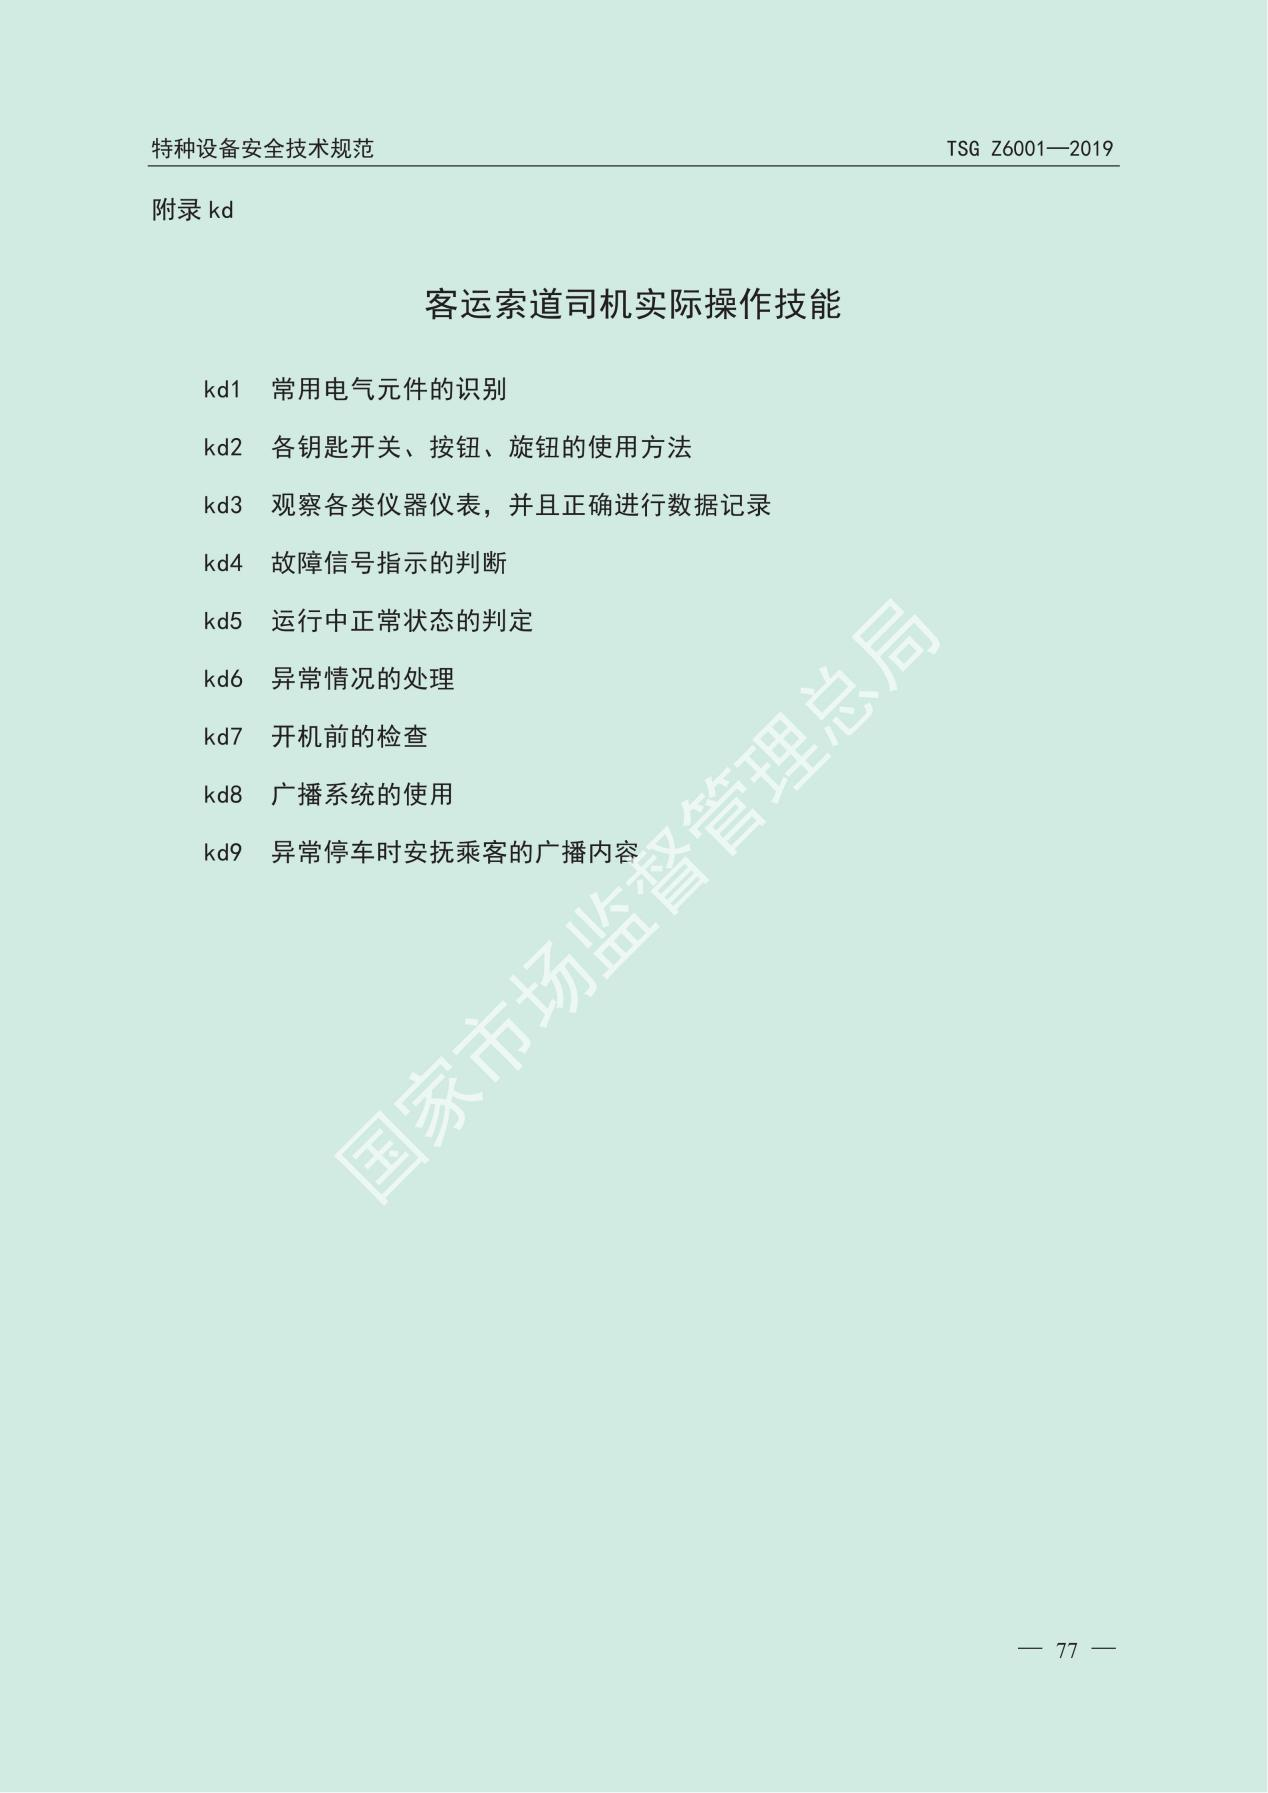 特种设备安全技术规范 TSG Z6001—2019
附录 kd
客运索道司机实际操作技能
kd1 常用电气元件的识别
kd2 各钥匙开关、按钮、旋钮的使用方法
kd3 观察各类仪器仪表，并且正确进行数据记录
kd4 故障信号指示的判断
kd5 运行中正常状态的判定
kd6 异常情况的处理
kd7 开机前的检查
kd8 广播系统的使用
kd9 异常停车时安抚乘客的广播内容
国家市场监督管理总局
— 77 —